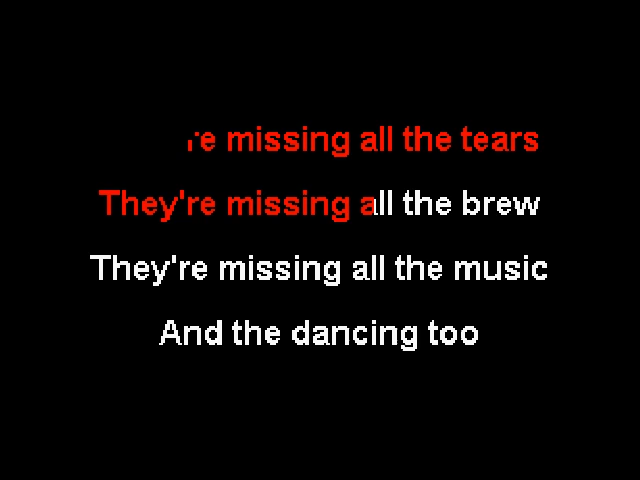 're missing all the tears
They're missing all the brew
They're missing all the music
And the dancing too